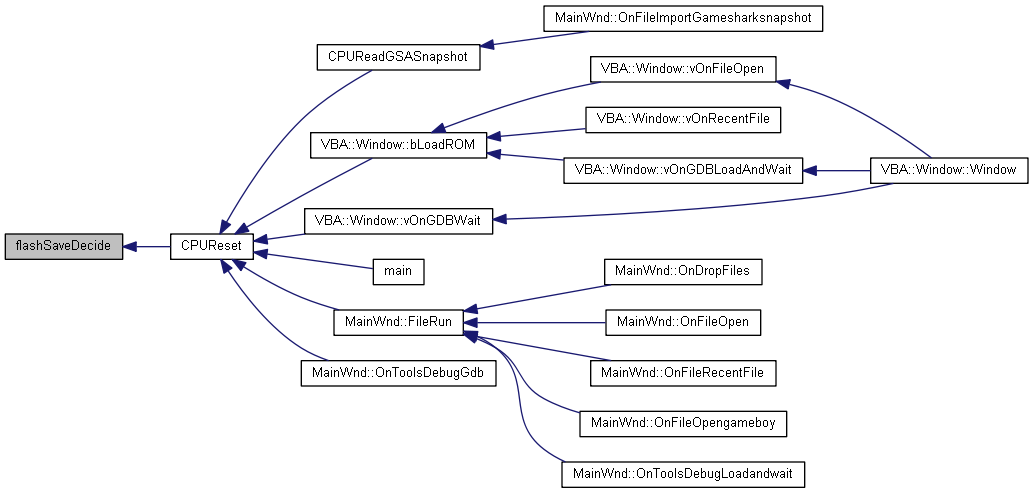 MainWnd::OnFileImportGamesharksnapshot
CPUReadGSASnapshot
VBA::Window::vOnFileOpen
VBA::Window::vOnRecentFile
VBA::Window::bLoadROM
VBA::Window::vOnGDBLoadAndWait
VBA::Window::Window
VBA::Window::vOnGDBWait
flashSaveDecide
CPUReset
main
MainWnd::OnDropFiles
MainWnd::FileRun
MainWnd::OnFileOpen
MainWnd::OnToolsDebugGdb
MainWnd::OnFileRecentFile
MainWnd::OnFileOpengameboy
MainWnd::OnToolsDebugLoadandwait